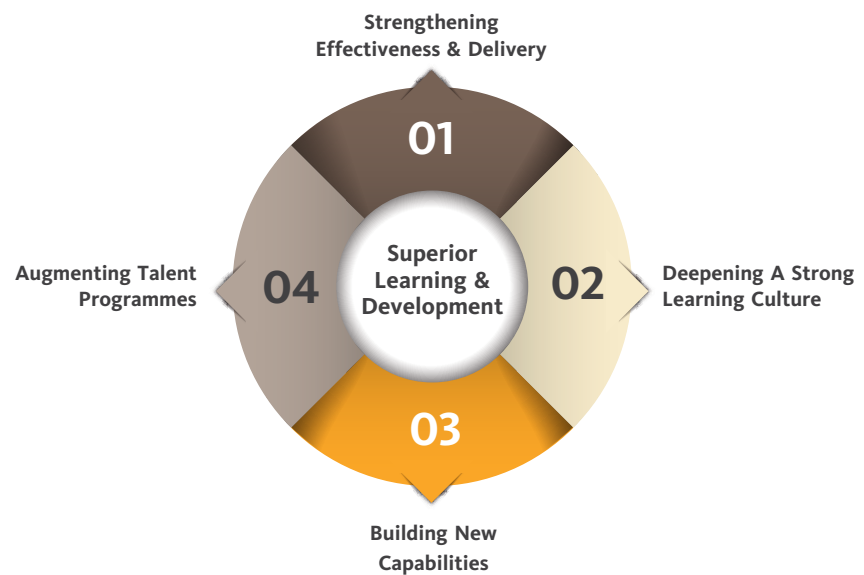 Strengthening
Effectiveness & Delivery
01
Superior
Learning &
Development
02
Deepening A Strong
Learning Culture
03
Building New
Capabilities
04
Augmenting Talent
Programmes